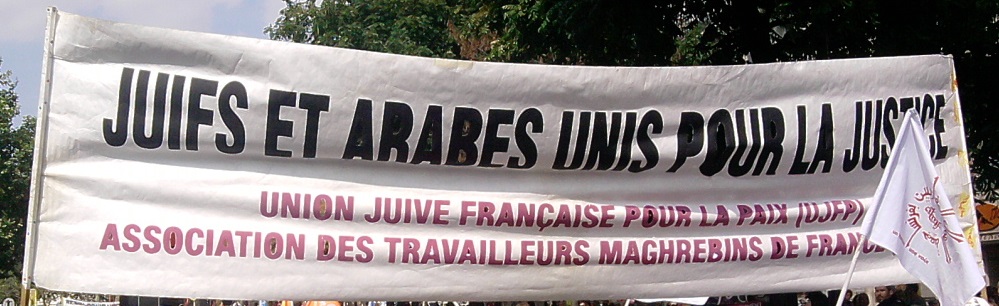 JUIFS ET ARABES UNIS POUR LA JUSTICE
UNION JUIVE FRANÇAISE POUR LA PAIX (UJFP)
ASSOCIATION DES TRAVAILLEURS MAGHREBINS DE FRANC